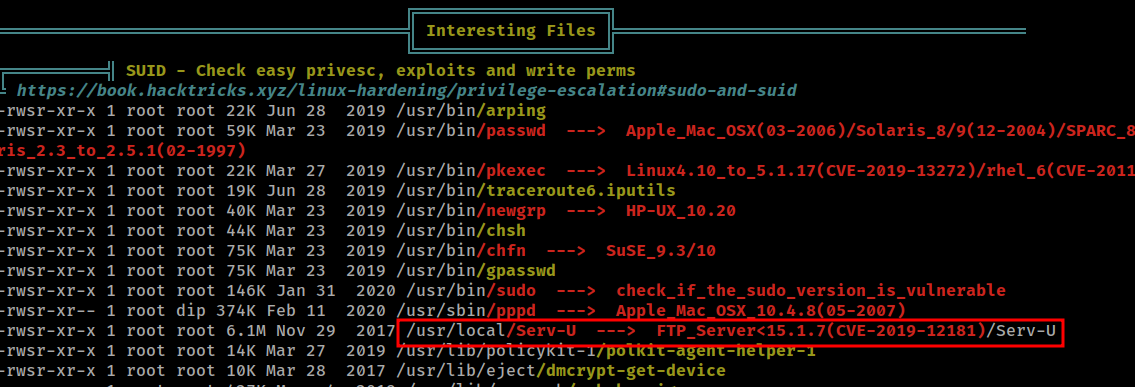 Interesting Files
SUID - Check easy privesc, exploits and write perms
https://book.hacktricks.xyz/linux-hardening/privilege-escalation#sudo-and-suid
-rwsr-xr-x 1 root root 22K Jun 28  2019 /usr/bin/arping
-rwsr-xr-x 1 root root 59K Mar 23  2019 /usr/bin/passwd  --->  Apple_Mac_OSX(03-2006)/Solaris_8/9(12-2004)/SPARC_8
ris_2.3_to_2.5.1(02-1997)
-rwsr-xr-x 1 root root 22K Mar 27  2019 /usr/bin/pkexec  --->  Linux4.10_to_5.1.17(CVE-2019-13272)/rhel_6(CVE-2011
-rwsr-xr-x 1 root root 19K Jun 28  2019 /usr/bin/traceroute6.iputils
-rwsr-xr-x 1 root root 40K Mar 23  2019 /usr/bin/newgrp  --->  HP-UX_10.20
-rwsr-xr-x 1 root root 44K Mar 23  2019 /usr/bin/chsh
-rwsr-xr-x 1 root root 75K Mar 23  2019 /usr/bin/chfn  --->  SuSE_9.3/10
-rwsr-xr-x 1 root root 75K Mar 23  2019 /usr/bin/gpasswd
-rwsr-xr-x 1 root root 146K Jan 31  2020 /usr/bin/sudo  --->  check_if_the_sudo_version_is_vulnerable
-rwsr-xr-- 1 root dip 374K Feb 11  2020 /usr/sbin/pppd  --->  Apple_Mac_OSX_10.4.8(05-2007)
-rwsr-xr-x 1 root root 6.1M Nov 29  2017 /usr/local/Serv-U  --->  FTP_Server<15.1.7(CVE-2019-12181)/Serv-U
-rwsr-xr-x 1 root root 14K Mar 27  2019 /usr/lib/policykit-1/polkit-agent-helper-1
-rwsr-xr-x 1 root root 10K Mar 28  2017 /usr/lib/eject/dmcrypt-get-device